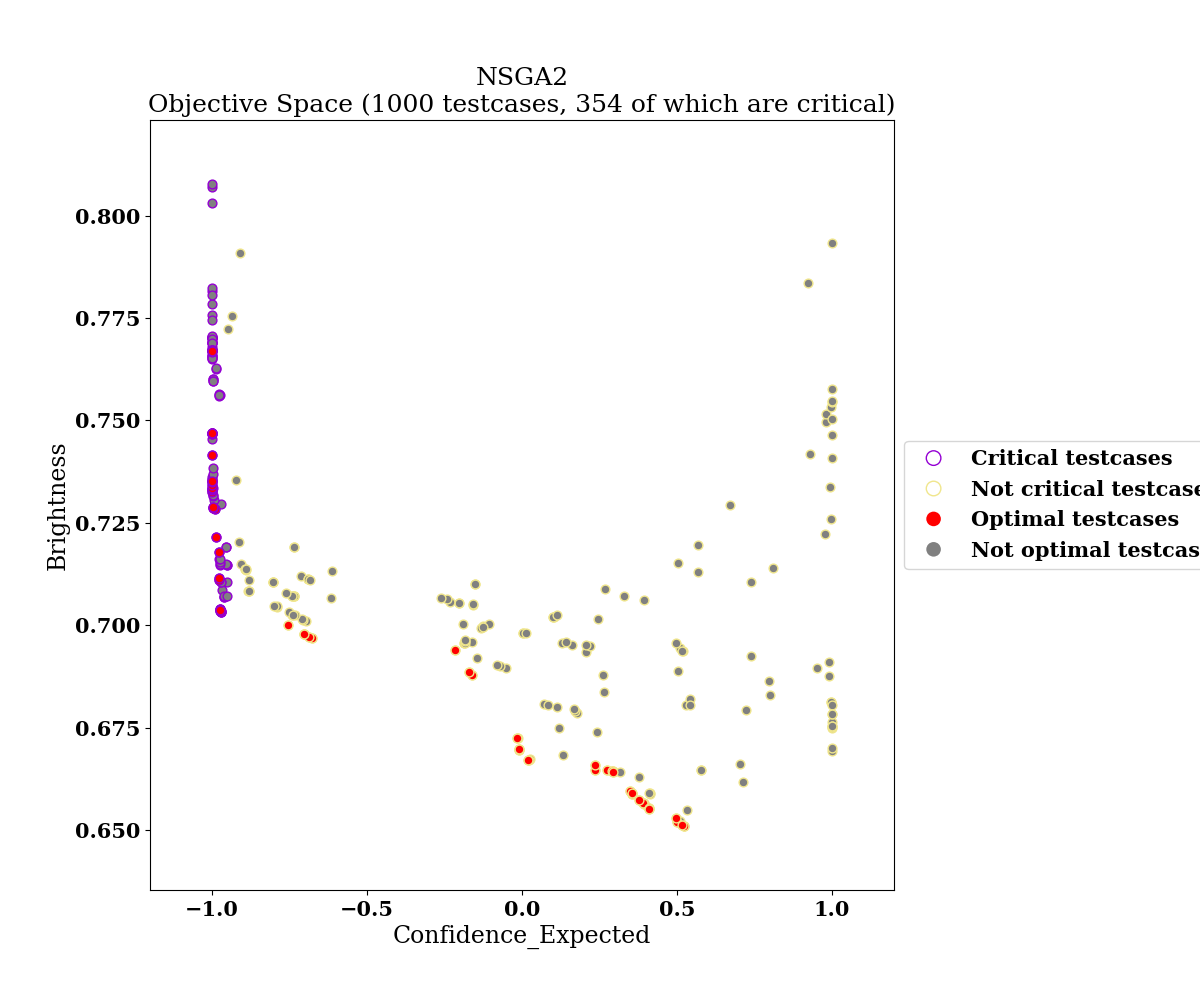 NSGA2
Objective Space (1000 testcases, 354 of which are critical)
0.800
0.775
0.750
0.725
0.700
0.675
0.650
Brightness
−1.0
−0.5
0.0
0.5
1.0
Confidence_Expected
Critical testcases
Not critical testcase
Optimal testcases
Not optimal testcas